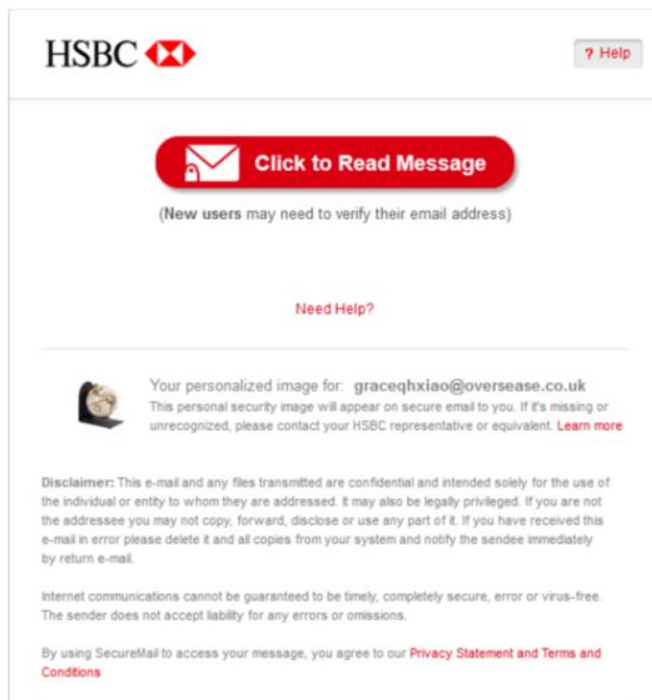 HSBC
? Help
Click to Read Message
(New users may need to verify their email address)
Need Help?
Your personalized image for: graceqhxiao@oversease.co.uk
This personal security image will appear on secure email to you. If it's missing or
unrecognized, please contact your HSBC representative or equivalent. Learn more
Disclaimer: This e-mail and any files transmitted are confidential and intended solely for the use of
the individual or entity to whom they are addressed. It may also be legally privileged. If you are not
the addressee you may not copy, forward, disclose or use any part of it. If you have received this
e-mail in error please delete it and all copies from your system and notify the sendee immediately
by return e-mail.
Internet communications cannot be guaranteed to be timely, completely secure, error or virus-free.
The sender does not accept liability for any errors or omissions.
By using SecureMail to access your message, you agree to our Privacy Statement and Terms and
Conditions